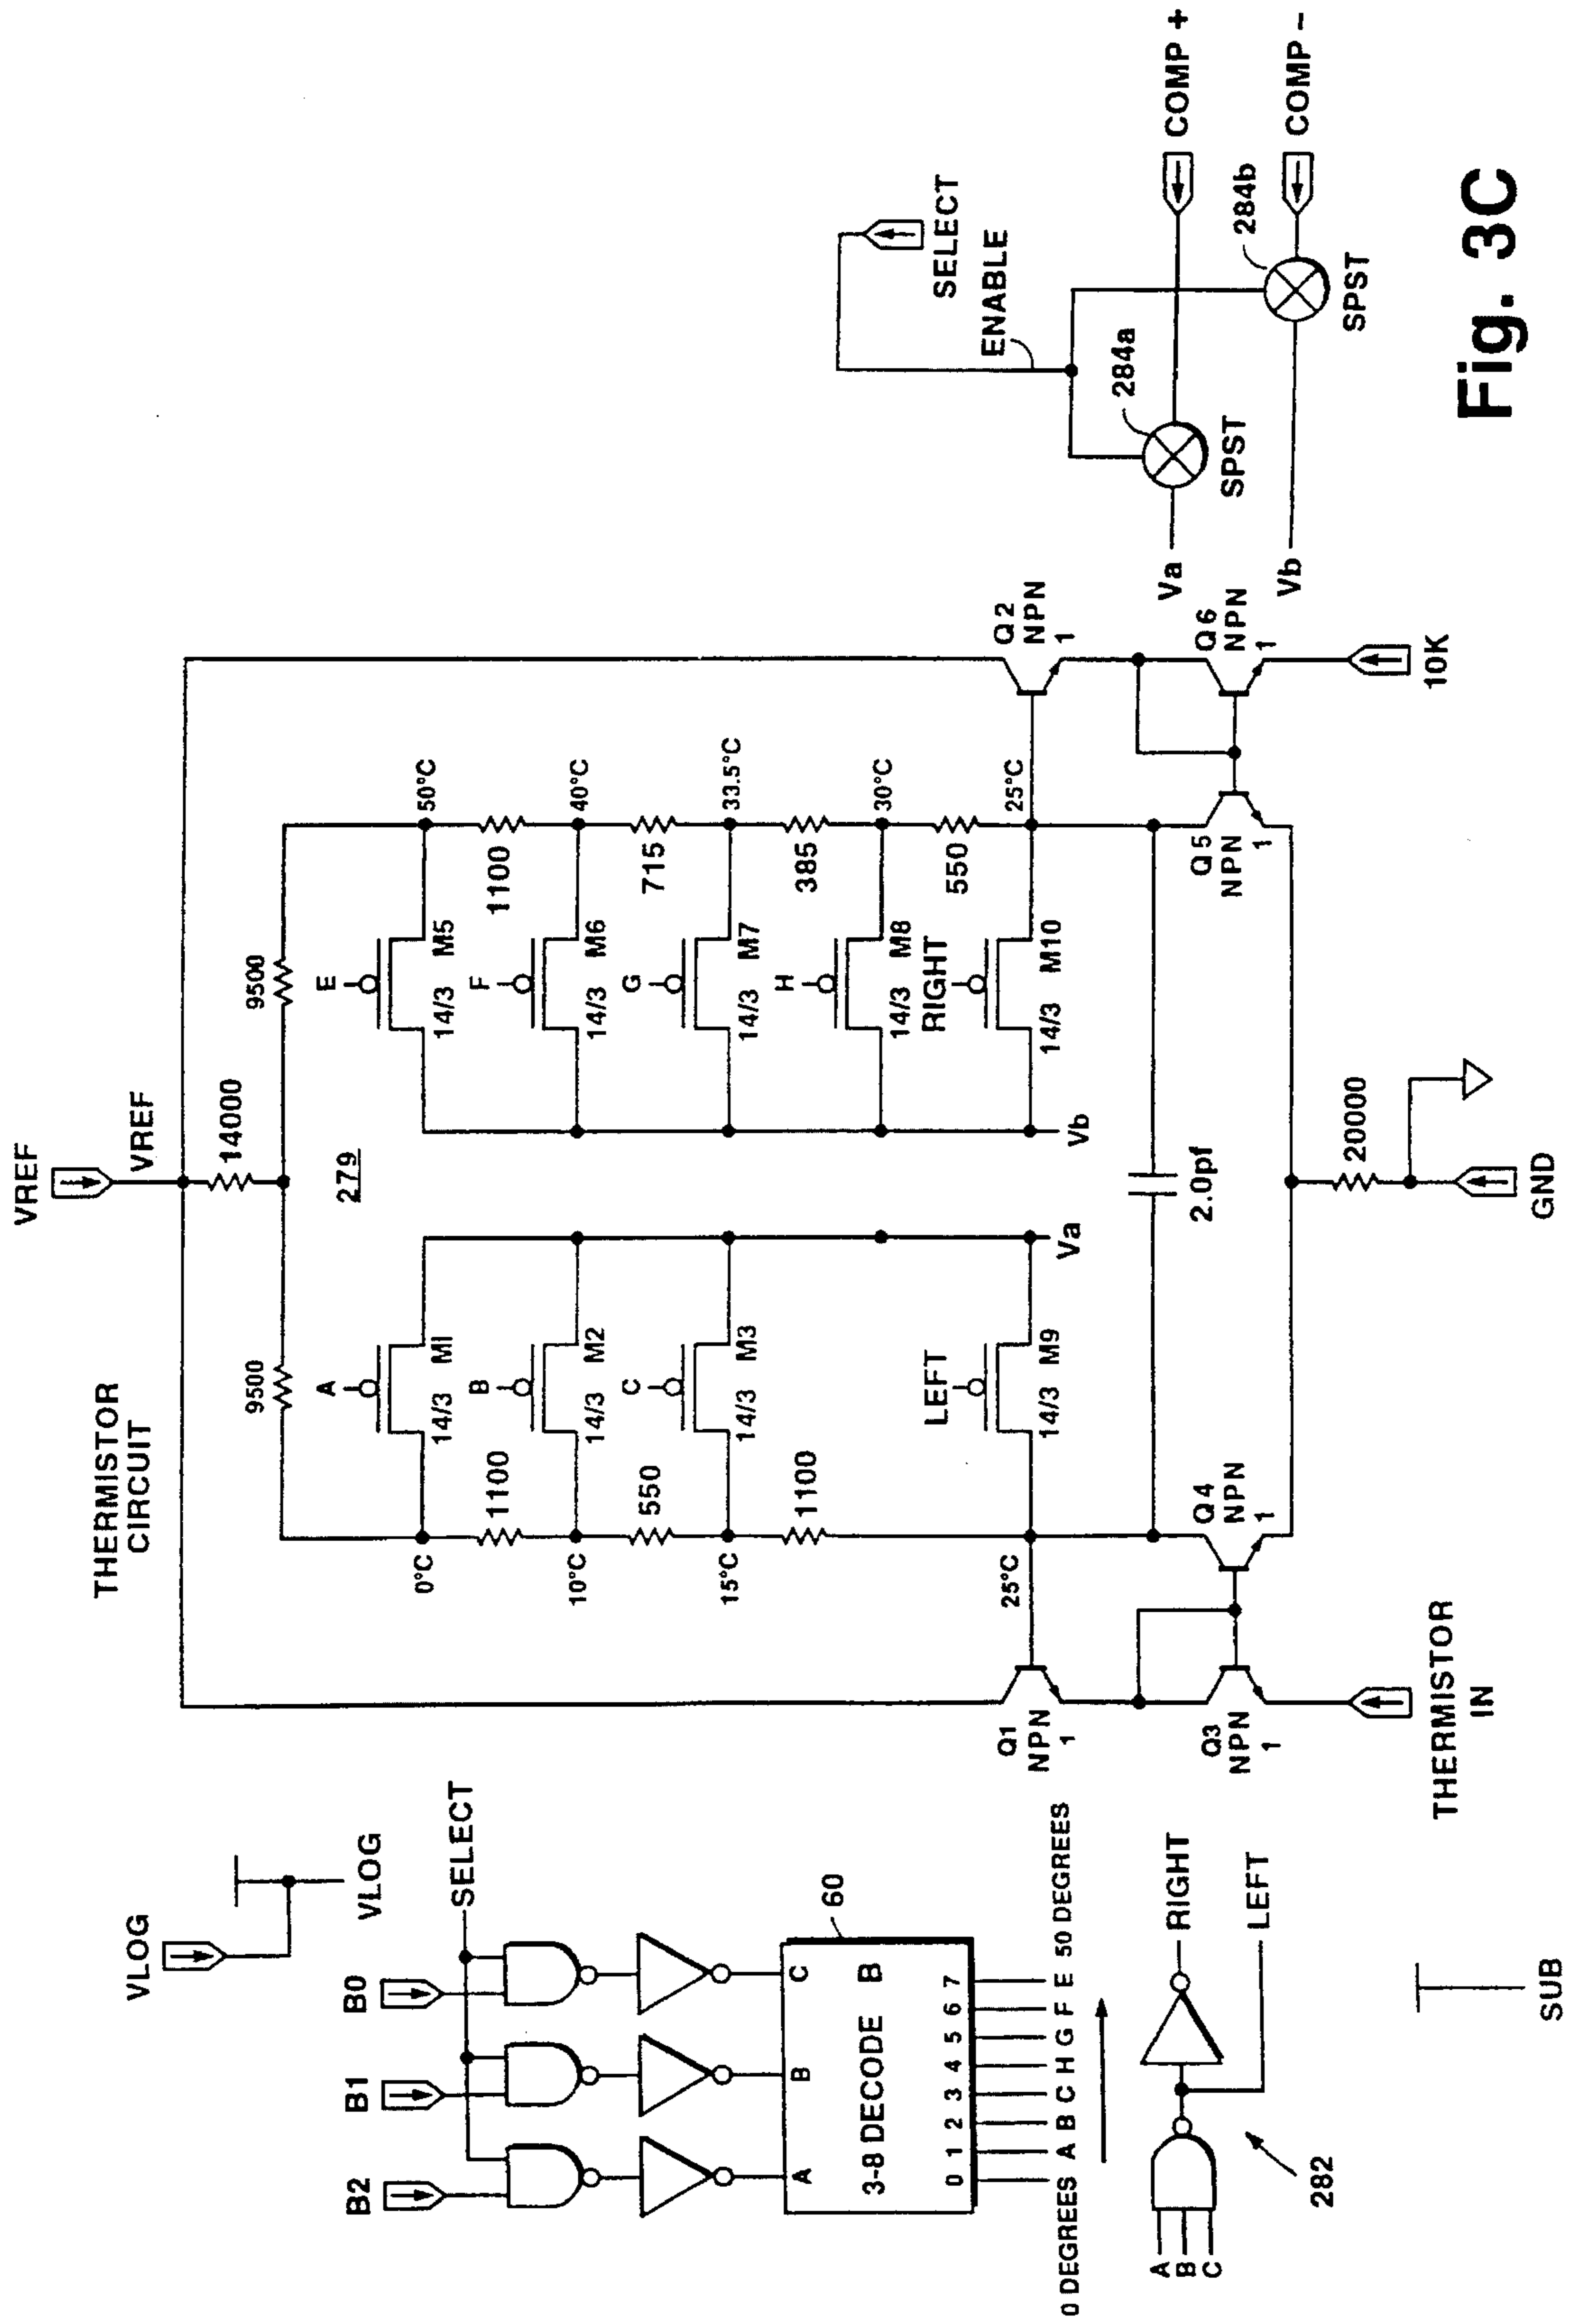 VLOG
VLOG
SELECT
B2
B1
B0
A
B
C
3-8 DECODE
B
60
0 1 2 3 4 5 6 7
0 DEGREES A B C H G F E 50 DEGREES
A
B
C
282
RIGHT
LEFT
SUB
THERMISTOR
CIRCUIT
VREF
VREF
14000
9500
9500
279
0°C
A
14/3
M1
1100
10°C
B
14/3
M2
550
15°C
C
14/3
M3
1100
25°C
LEFT
14/3
M9
Va
50°C
E
14/3
M5
1100
40°C
F
14/3
M6
715
33.5°C
G
14/3
M7
385
30°C
H
14/3
M8
550
25°C
RIGHT
14/3
M10
Vb
2.0pf
Q1
NPN
1
Q3
NPN
1
Q4
NPN
1
Q5
NPN
1
Q2
NPN
1
Q6
NPN
1
THERMISTOR
IN
20000
GND
10K
SELECT
ENABLE
284a
SPST
Va
COMP +
284b
SPST
Vb
COMP -
Fig. 3C